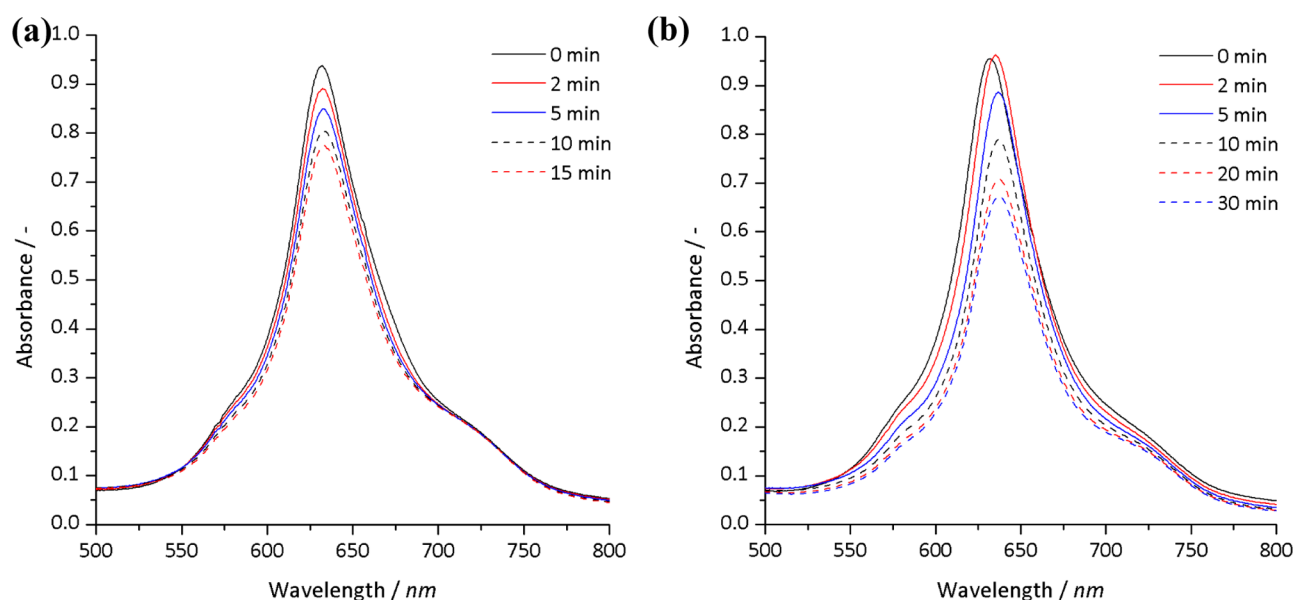 (a)
1.0
0.9
0.8
0.7
0.6
0.5
0.4
0.3
0.2
0.1
0.0
Absorbance / -
0 min
2 min
5 min
10 min
15 min
500 550 600 650 700 750 800
Wavelength / nm
(b)
1.0
0.9
0.8
0.7
0.6
0.5
0.4
0.3
0.2
0.1
0.0
Absorbance / -
0 min
2 min
5 min
10 min
20 min
30 min
500 550 600 650 700 750 800
Wavelength / nm